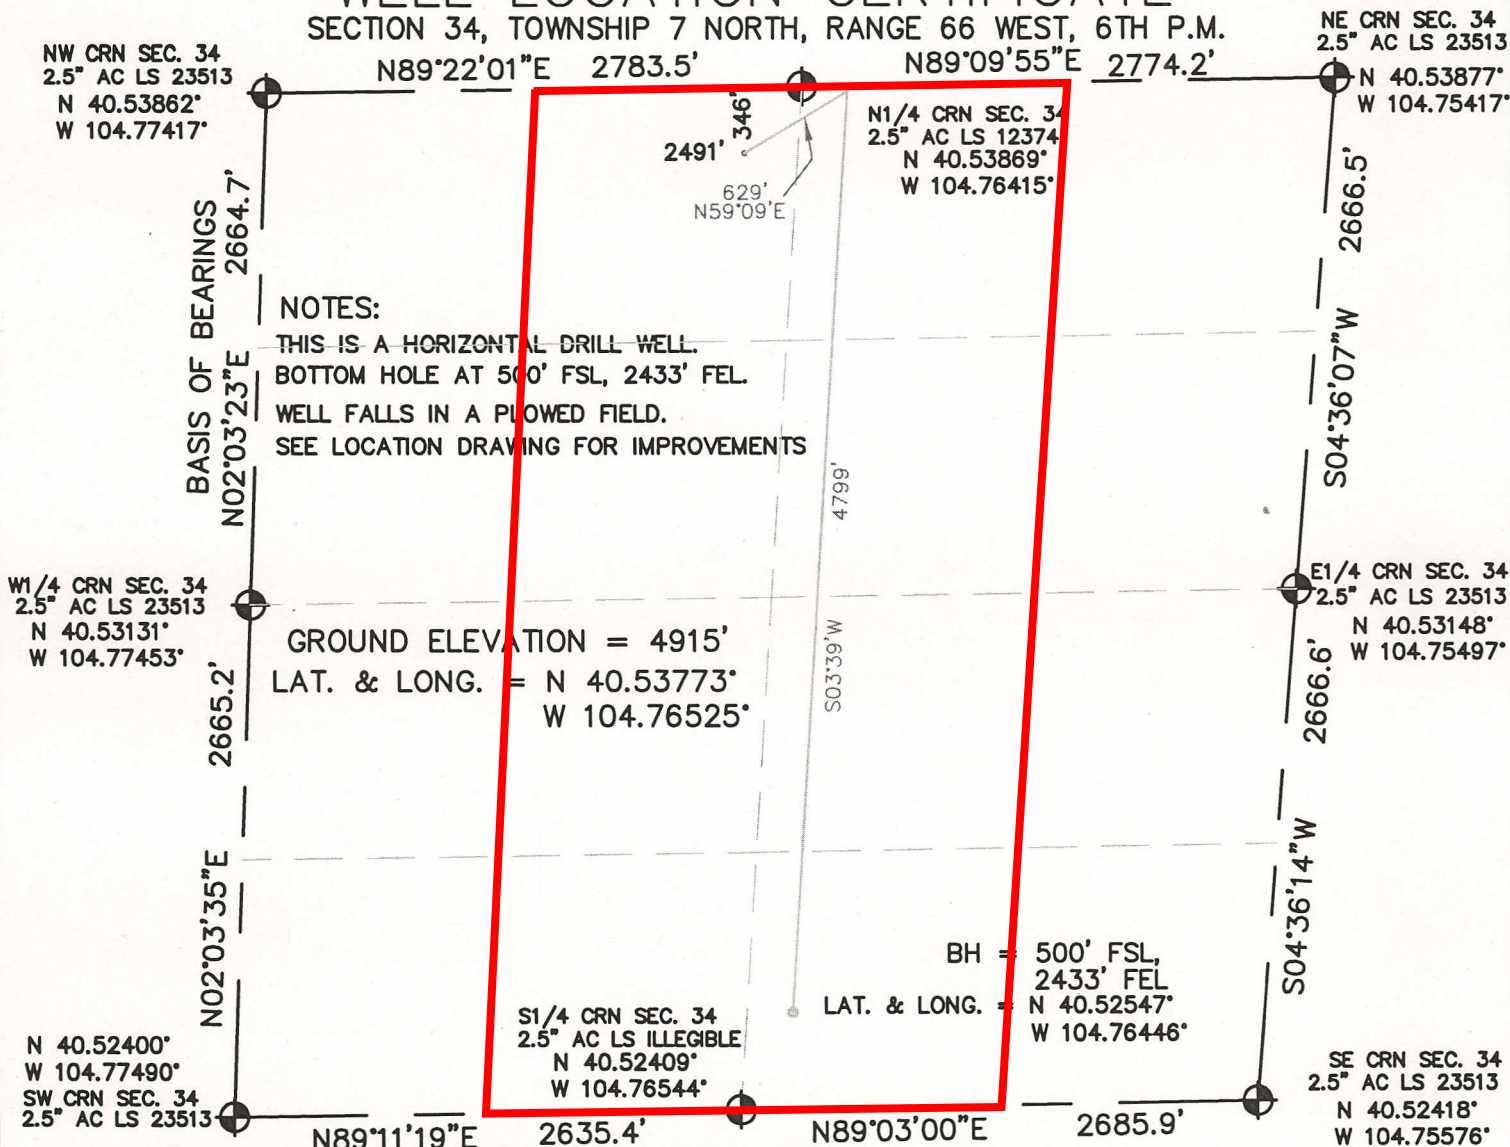 WELL LOCATION CERTIFICATE
SECTION 34, TOWNSHIP 7 NORTH, RANGE 66 WEST, 6TH P.M.
NW CRN SEC. 34
2.5" AC LS 23513
N 40.53862°
W 104.77417°
N89°22'01"E 2783.5'
N89°09'55"E 2774.2'
NE CRN SEC. 34
2.5" AC LS 23513
N 40.53877°
W 104.75417°
346'
2491'
629'
N59°09'E
N1/4 CRN SEC. 34
2.5" AC LS 12374
N 40.53869°
W 104.76415°
BASIS OF BEARINGS
N02°03'23"E 2664.7'
2666.5'
S04°36'07"W
NOTES:
THIS IS A HORIZONTAL DRILL WELL.
BOTTOM HOLE AT 500' FSL, 2433' FEL.
WELL FALLS IN A PLOWED FIELD.
SEE LOCATION DRAWING FOR IMPROVEMENTS
4799'
S03°39'W
W1/4 CRN SEC. 34
2.5" AC LS 23513
N 40.53131°
W 104.77453°
E1/4 CRN SEC. 34
2.5" AC LS 23513
N 40.53148°
W 104.75497°
GROUND ELEVATION = 4915'
LAT. & LONG. = N 40.53773°
W 104.76525°
2665.2'
N02°03'35"E
2666.6'
S04°36'14"W
BH = 500' FSL,
2433' FEL
LAT. & LONG. = N 40.52547°
W 104.76446°
S1/4 CRN SEC. 34
2.5" AC LS ILLEGIBLE
N 40.52409°
W 104.76544°
N 40.52400°
W 104.77490°
SW CRN SEC. 34
2.5" AC LS 23513
SE CRN SEC. 34
2.5" AC LS 23513
N 40.52418°
W 104.75576°
N89°11'19"E 2635.4'
N89°03'00"E 2685.9'